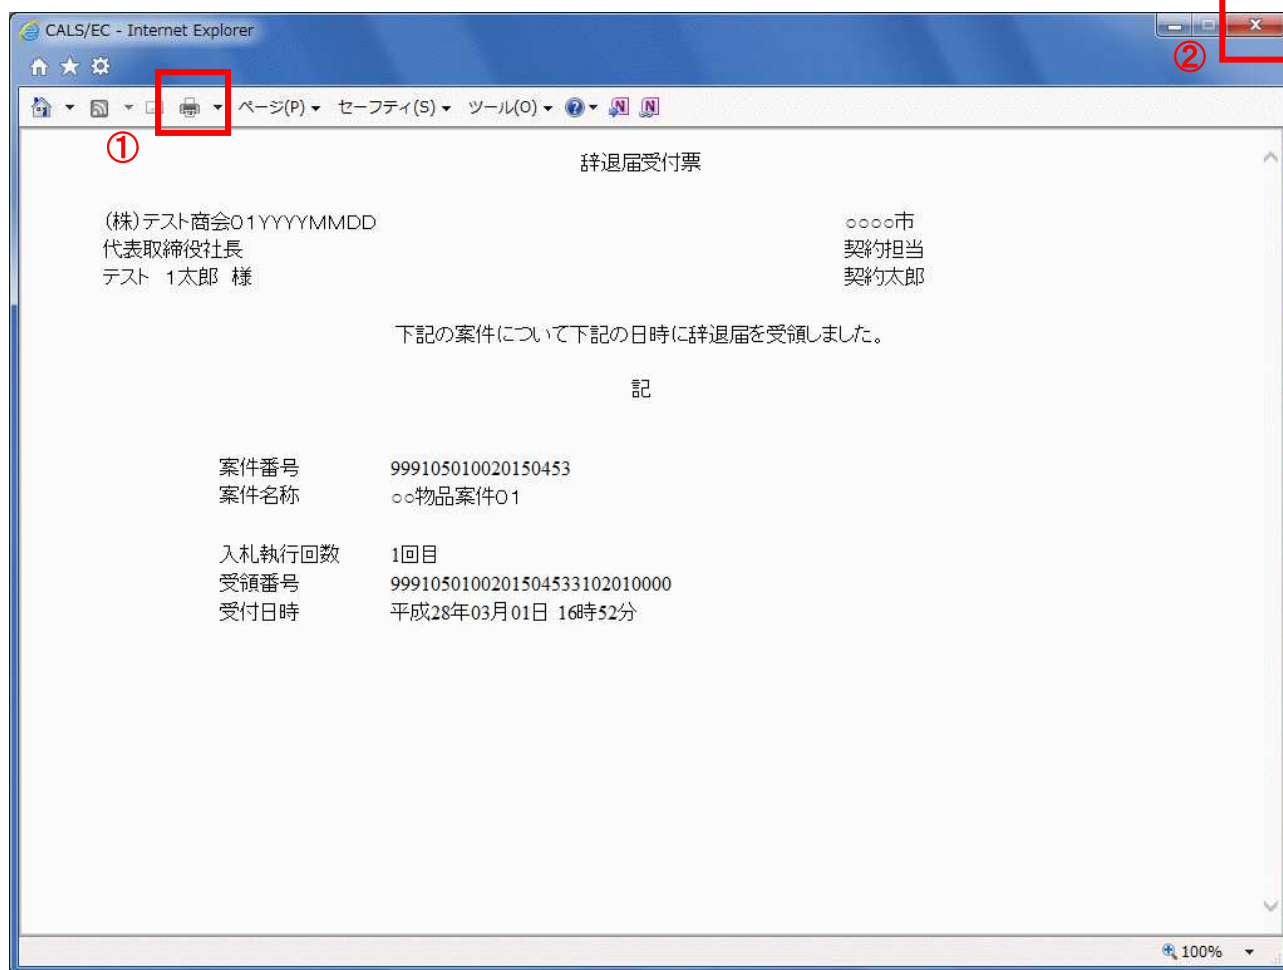 CALS/EC - Internet Explorer
②
ページ(P) セーフティ(S) ツール(O)
①
辞退届受付票
(株)テスト商会01YYYYMMDD
○○○○市
代表取締役社長
契約担当
テスト 1太郎 様
契約太郎
下記の案件について下記の日時に辞退届を受領しました。
記
案件番号 999105010020150453
案件名称 ○○物品案件01
入札執行回数 1回目
受領番号 9991050100201504533102010000
受付日時 平成28年03月01日 16時52分
100%